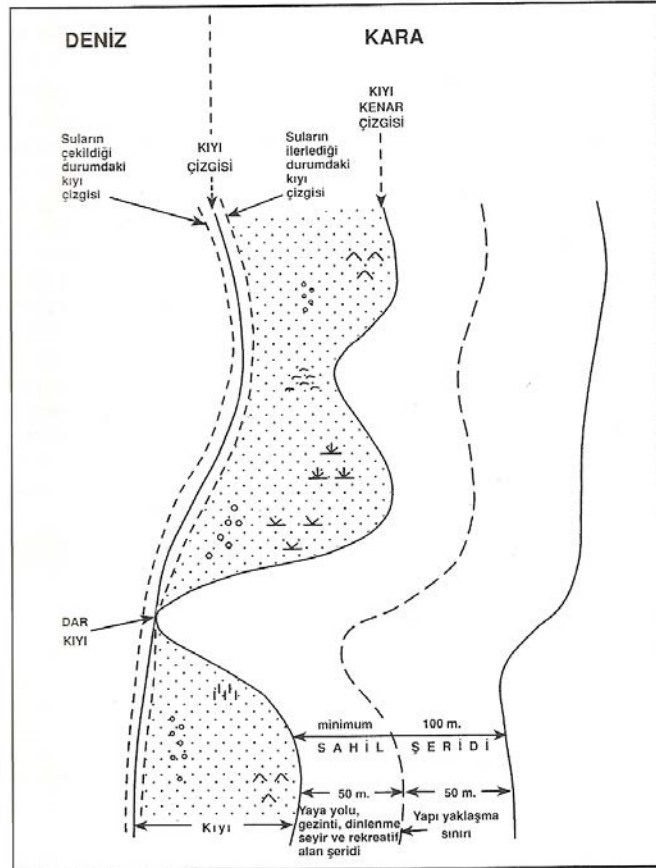 DENİZ
KARA
KIYI
KENAR
ÇİZGİSİ
Suların
çekildiği
durumdaki
kıyı
çizgisi
KIYI
ÇİZGİSİ
Suların
ilerlediği
durumdaki
kıyı
çizgisi
DAR
KIYI
minimum 100 m.
SAHİL ŞERİDİ
50 m. 50 m.
Kıyı
Yaya yolu,
gezinti, dinlenme
seyir ve rekreatif
alan şeridi
Yapı yaklaşma
sınırı